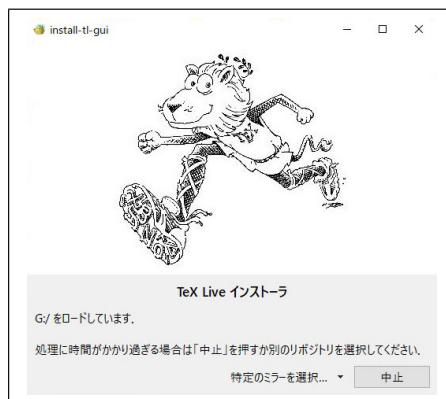 install-tl-gui
TeX Live インストーラ
G:/ をロードしています.
処理に時間がかかり過ぎる場合は「中止」を押すか別のリポジトリを選択してください.
特定のミラーを選択... 中止